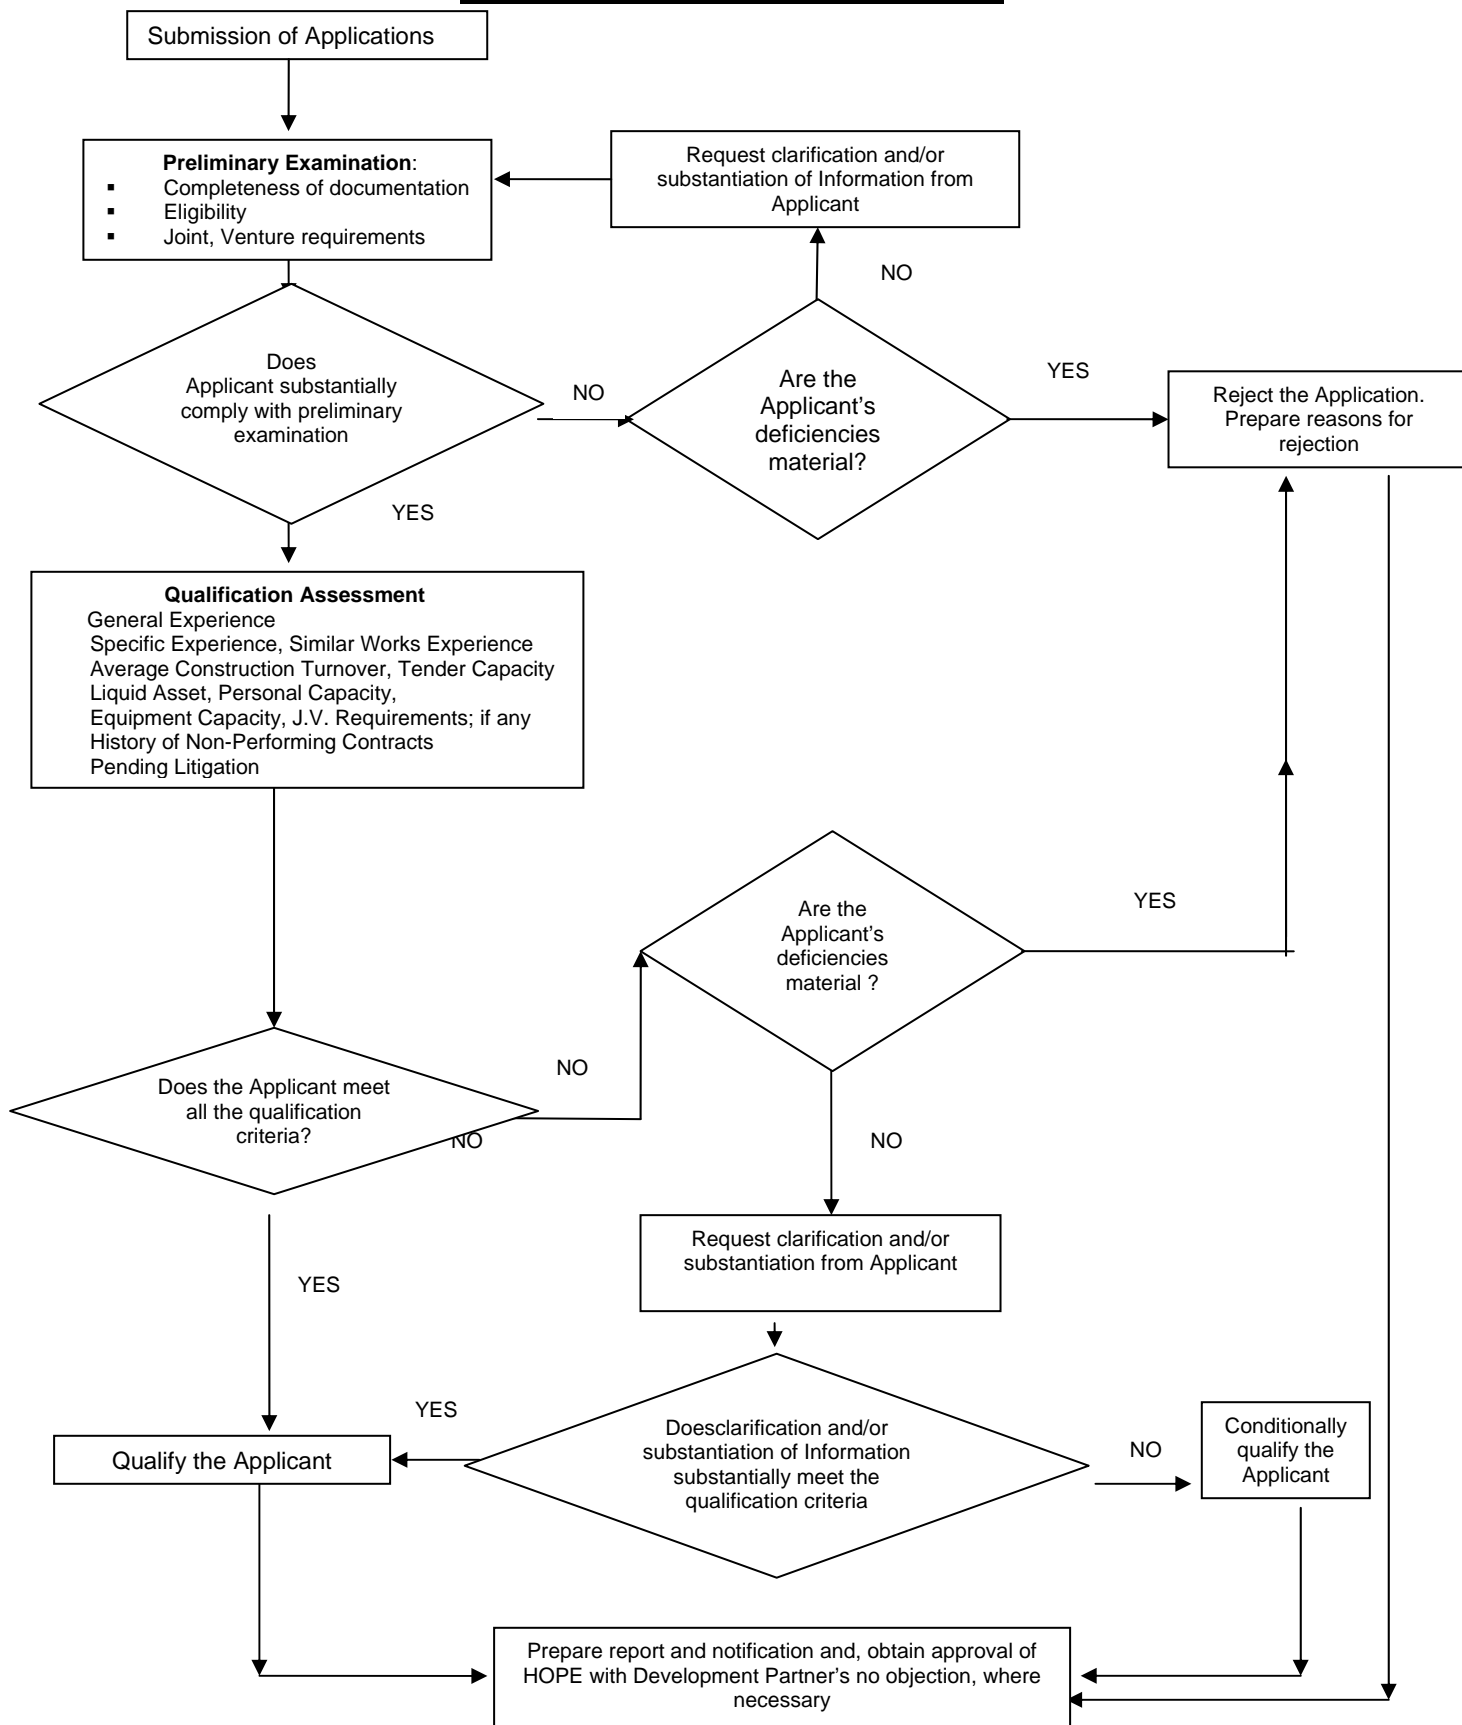 Submission of Applications
Preliminary Examination:
▪ Completeness of documentation
▪ Eligibility
▪ Joint, Venture requirements
Request clarification and/or
substantiation of Information from
Applicant
NO
Does
Applicant substantially
comply with preliminary
examination
NO
Are the
Applicant's
deficiencies
material?
YES
Reject the Application.
Prepare reasons for
rejection
YES
Qualification Assessment
General Experience
Specific Experience, Similar Works Experience
Average Construction Turnover, Tender Capacity
Liquid Asset, Personal Capacity,
Equipment Capacity, J.V. Requirements; if any
History of Non-Performing Contracts
Pending Litigation
Are the
Applicant's
deficiencies
material ?
YES
Does the Applicant meet
all the qualification
criteria?
NO
NO
NO
Request clarification and/or
substantiation from Applicant
YES
YES
Qualify the Applicant
Doesclarification and/or
substantiation of Information
substantially meet the
qualification criteria
NO
Conditionally
qualify the
Applicant
Prepare report and notification and, obtain approval of
HOPE with Development Partner's no objection, where
necessary